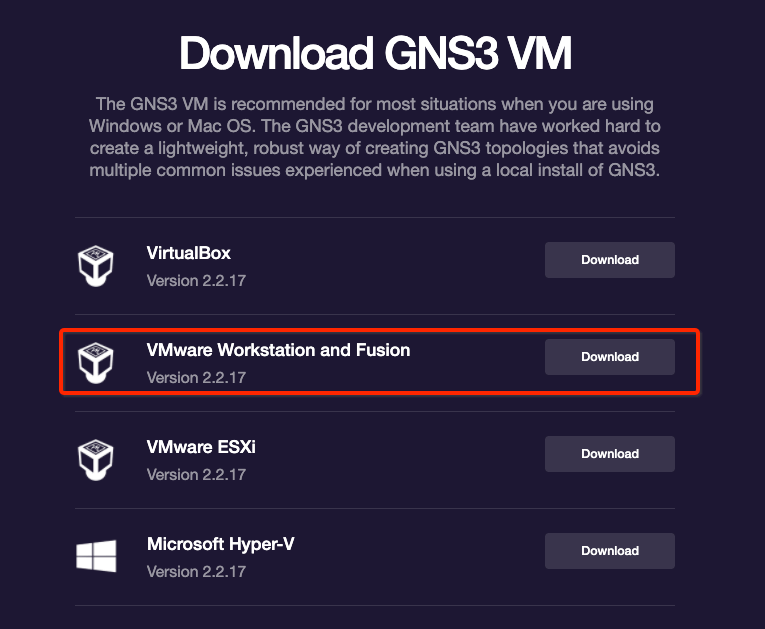 Download GNS3 VM
The GNS3 VM is recommended for most situations when you are using
Windows or Mac OS. The GNS3 development team have worked hard to
create a lightweight, robust way of creating GNS3 topologies that avoids
multiple common issues experienced when using a local install of GNS3.
VirtualBox
Version 2.2.17
Download
VMware Workstation and Fusion
Version 2.2.17
Download
VMware ESXi
Version 2.2.17
Download
Microsoft Hyper-V
Version 2.2.17
Download